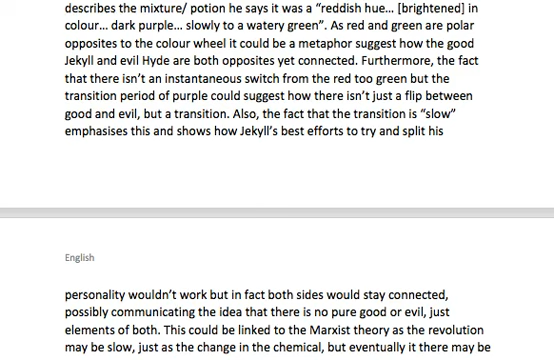 describes the mixture/ potion he says it was a “reddish hue… [brightened] in
colour… dark purple… slowly to a watery green”. As red and green are polar
opposites to the colour wheel it could be a metaphor suggest how the good
Jekyll and evil Hyde are both opposites yet connected. Furthermore, the fact
that there isn’t an instantaneous switch from the red too green but the
transition period of purple could suggest how there isn’t just a flip between
good and evil, but a transition. Also, the fact that the transition is “slow”
emphasises this and shows how Jekyll’s best efforts to try and split his
English
personality wouldn’t work but in fact both sides would stay connected,
possibly communicating the idea that there is no pure good or evil, just
elements of both. This could be linked to the Marxist theory as the revolution
may be slow, just as the change in the chemical, but eventually it there may be